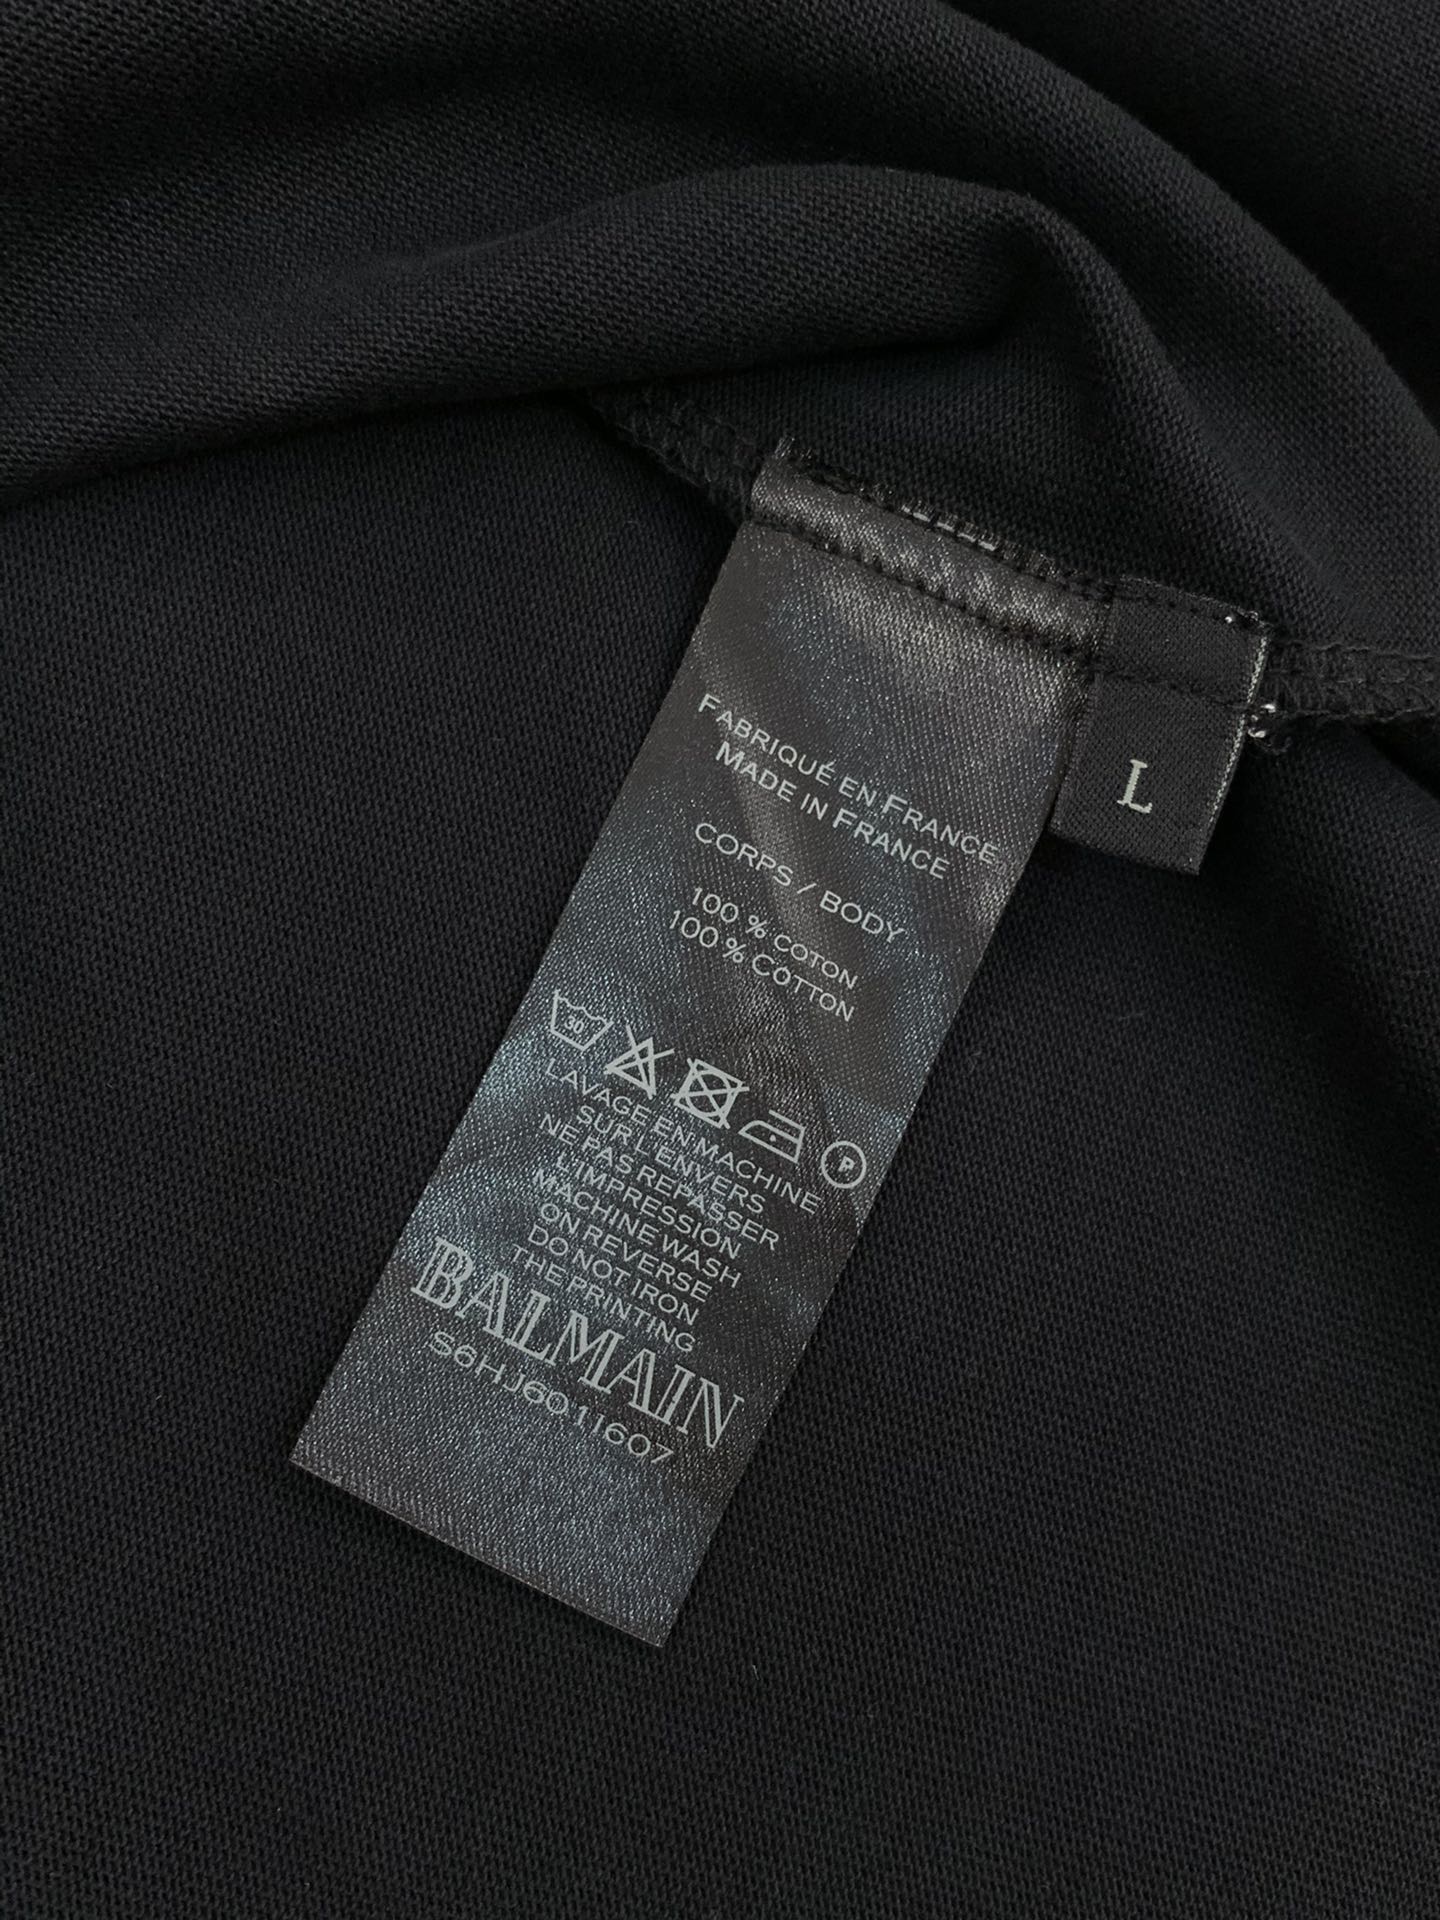 FABRIQUÉ EN FRANCE
MADE IN FRANCE
L
CORPS / BODY
100 % COTON
100 % COTTON
30
P
LAVAGE EN MACHINE
SUR L'ENVERS
NE PAS REPASSER
L'IMPRESSION
MACHINE WASH
ON REVERSE
DO NOT IRON
THE PRINTING
BALMAIN
S6HJ601I607